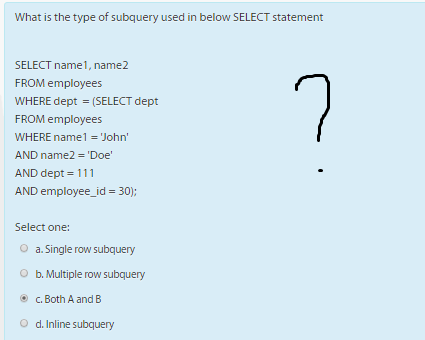 What is the type of subquery used in below SELECT statement
SELECT name1, name2
FROM employees
WHERE dept = (SELECT dept
FROM employees
WHERE name1 = 'John'
AND name2 = 'Doe'
AND dept = 111
AND employee_id = 30);
?
Select one:
a. Single row subquery
b. Multiple row subquery
c. Both A and B
d. Inline subquery